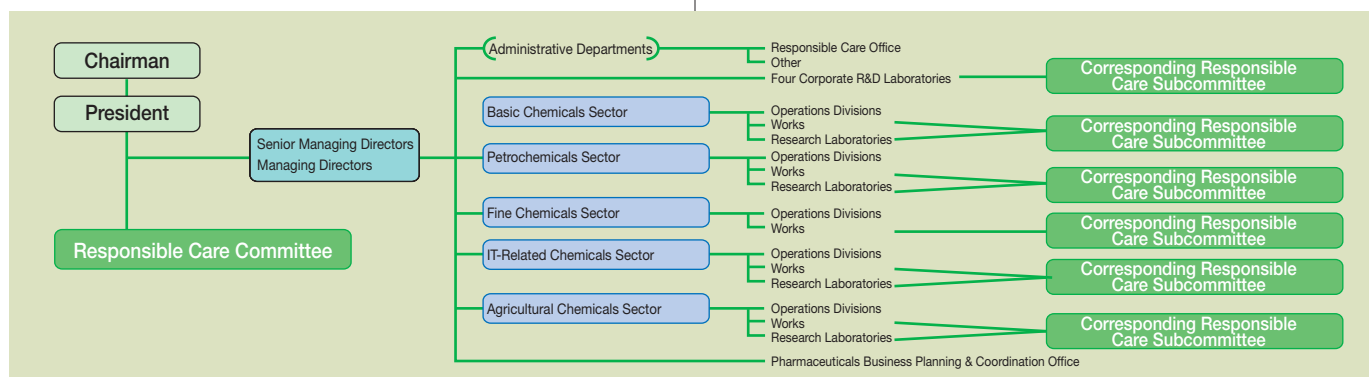 Chairman
President
Senior Managing Directors
Managing Directors
Responsible Care Committee
Administrative Departments
Responsible Care Office
Other
Four Corporate R&D Laboratories
Corresponding Responsible
Care Subcommittee
Basic Chemicals Sector
Operations Divisions
Works
Research Laboratories
Corresponding Responsible
Care Subcommittee
Petrochemicals Sector
Operations Divisions
Works
Research Laboratories
Corresponding Responsible
Care Subcommittee
Fine Chemicals Sector
Operations Divisions
Works
Corresponding Responsible
Care Subcommittee
IT-Related Chemicals Sector
Operations Divisions
Works
Research Laboratories
Corresponding Responsible
Care Subcommittee
Agricultural Chemicals Sector
Operations Divisions
Works
Research Laboratories
Corresponding Responsible
Care Subcommittee
Pharmaceuticals Business Planning & Coordination Office